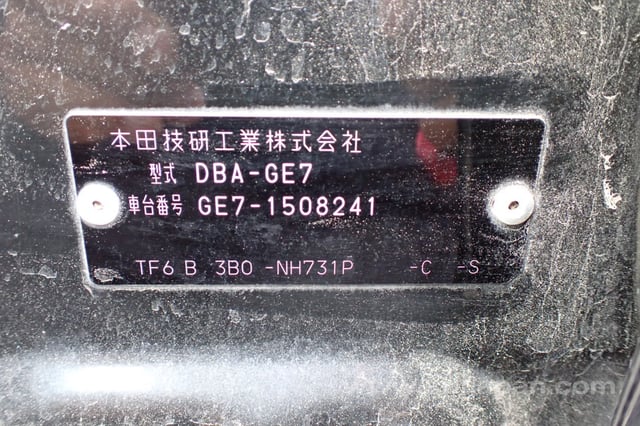 本田技研工業株式会社
型式 DBA-GE7
車台番号 GE7-1508241
TF6 B 3B0 -NH731P -C -S